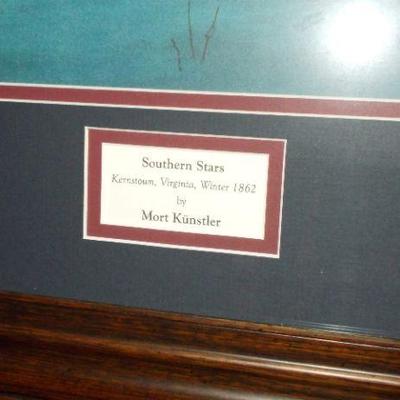 Southern Stars
Kernstown, Virginia, Winter 1862
by
Mort Künstler